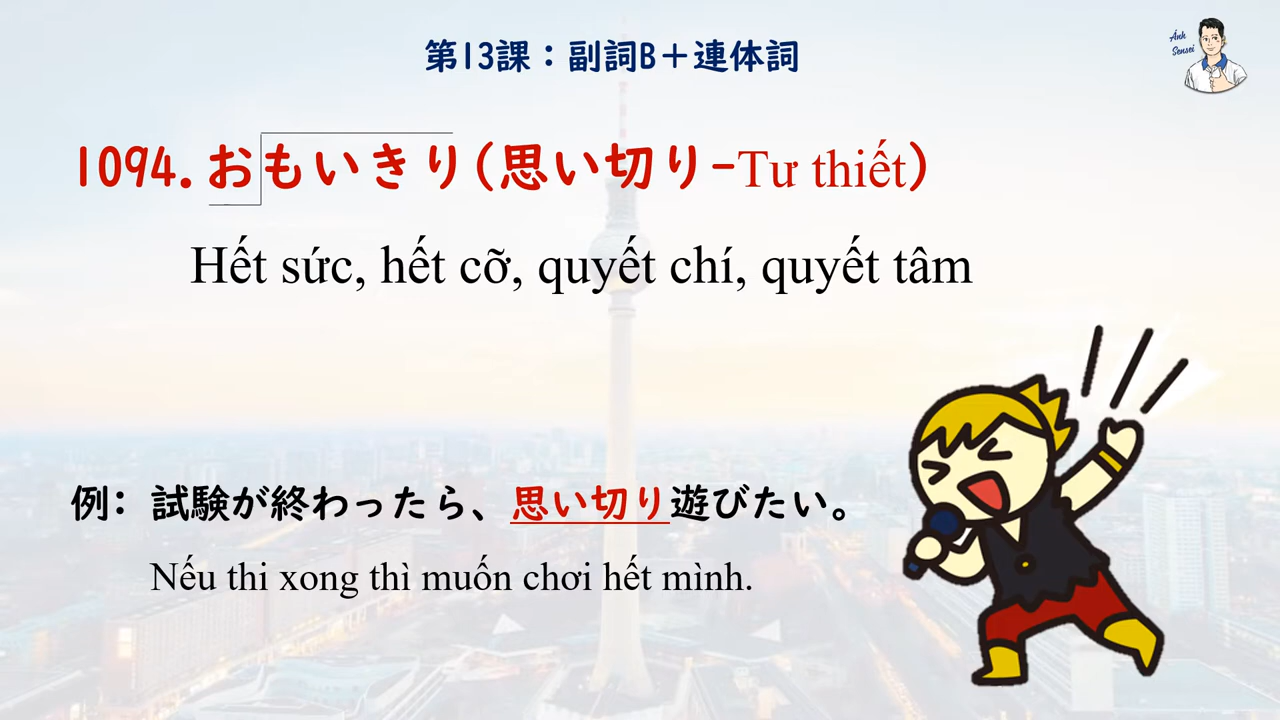 第13課：副詞B＋連体詞
Anh
Sensei
1094.おもいきり(思い切り-Tư thiết)
Hết sức, hết cỡ, quyết chí, quyết tâm
例: 試験が終わったら、思い切り遊びたい。
Nếu thi xong thì muốn chơi hết mình.